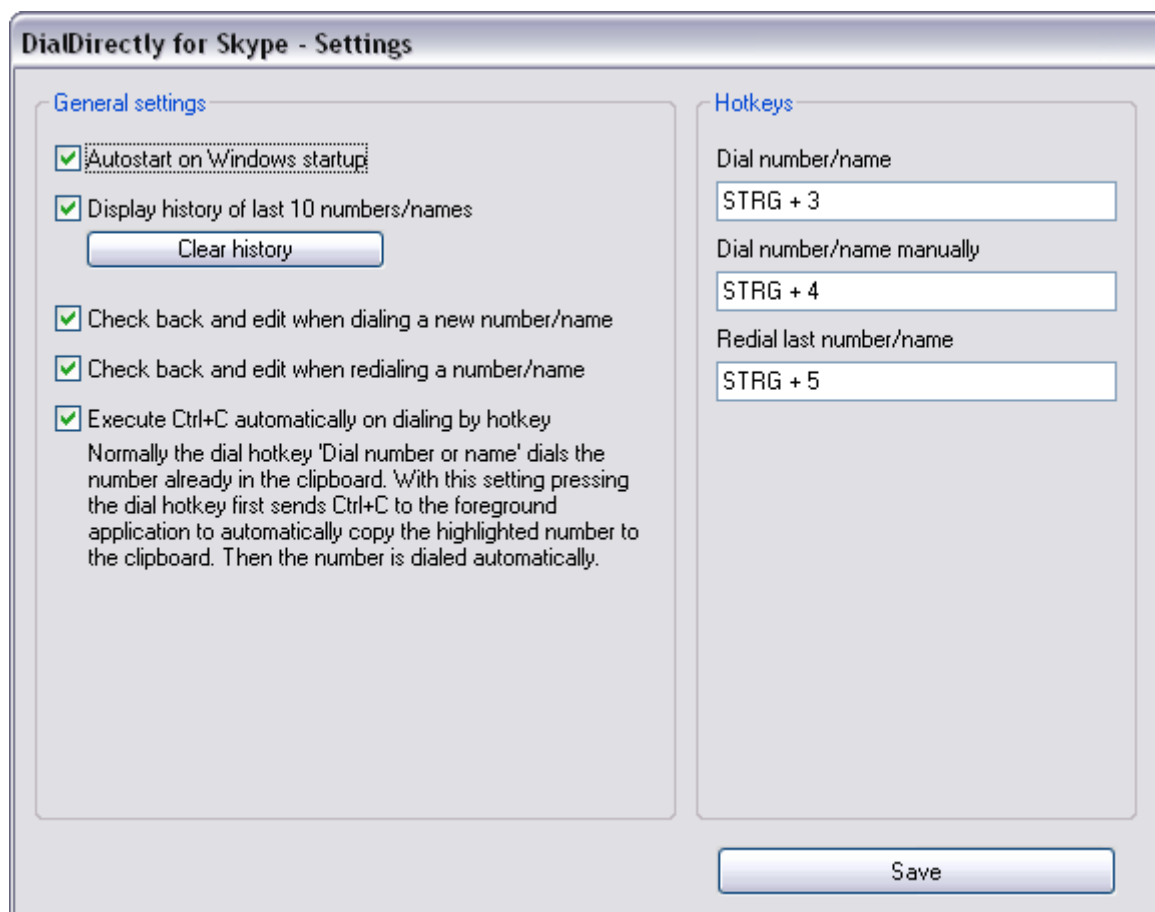 DialDirectly for Skype - Settings
General settings
Autostart on Windows startup
Display history of last 10 numbers/names
Clear history
Check back and edit when dialing a new number/name
Check back and edit when redialing a number/name
Execute Ctrl+C automatically on dialing by hotkey
Normally the dial hotkey 'Dial number or name' dials the
number already in the clipboard. With this setting pressing
the dial hotkey first sends Ctrl+C to the foreground
application to automatically copy the highlighted number to
the clipboard. Then the number is dialed automatically.
Hotkeys
Dial number/name
STRG + 3
Dial number/name manually
STRG + 4
Redial last number/name
STRG + 5
Save